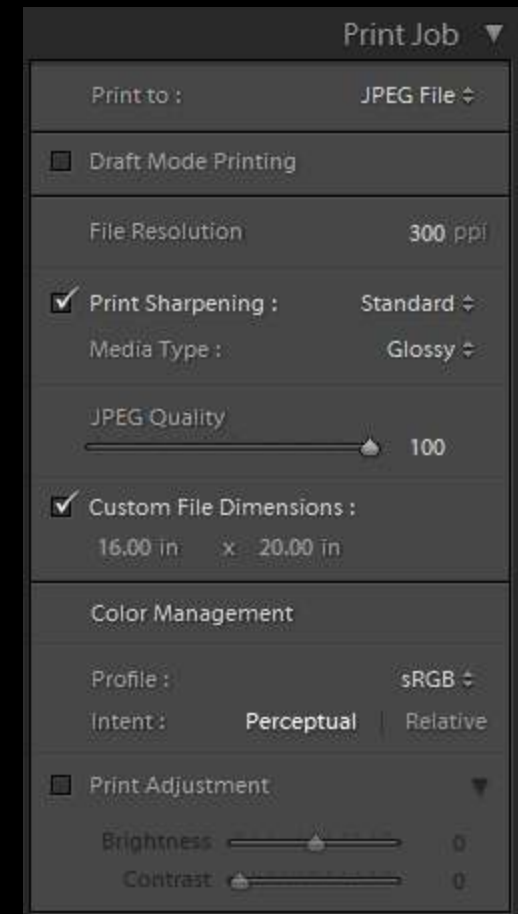 Print Job
Print to : JPEG File
Draft Mode Printing
File Resolution 300 ppi
Print Sharpening : Standard
Media Type : Glossy
JPEG Quality
100
Custom File Dimensions :
16.00 in x 20.00 in
Color Management
Profile : sRGB
Intent : Perceptual Relative
Print Adjustment
Brightness 0
Contrast 0